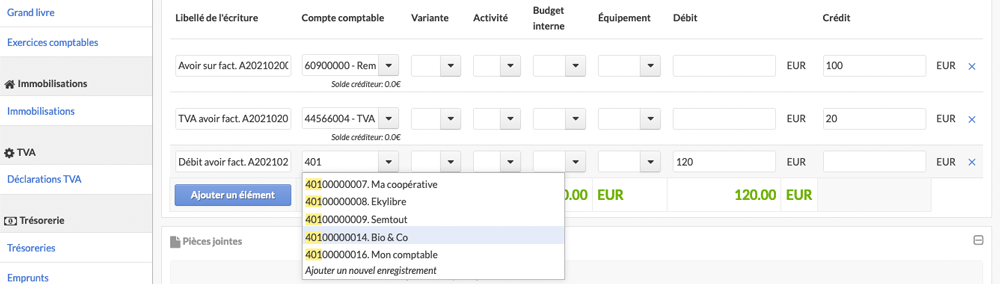 Grand livre
Exercices comptables
Immobilisations
Immobilisations
TVA
Déclarations TVA
Trésorerie
Trésoreries
Emprunts
Libellé de l'écriture Compte comptable Variante Activité Budget interne Équipement Débit Crédit
Avoir sur fact. A2021020( 60900000 - Rem EUR 100 EUR ×
Solde créditeur: 0.0€
TVA avoir fact. A2021020 44566004 - TVA EUR 20 EUR ×
Solde créditeur: 0.0€
Débit avoir fact. A202102 401 120 EUR EUR ×
Ajouter un élément 0.00 EUR 120.00 EUR
40100000007. Ma coopérative
40100000008. Ekylibre
40100000009. Semtout
40100000014. Bio & Co
40100000016. Mon comptable
Ajouter un nouvel enregistrement
Pièces jointes